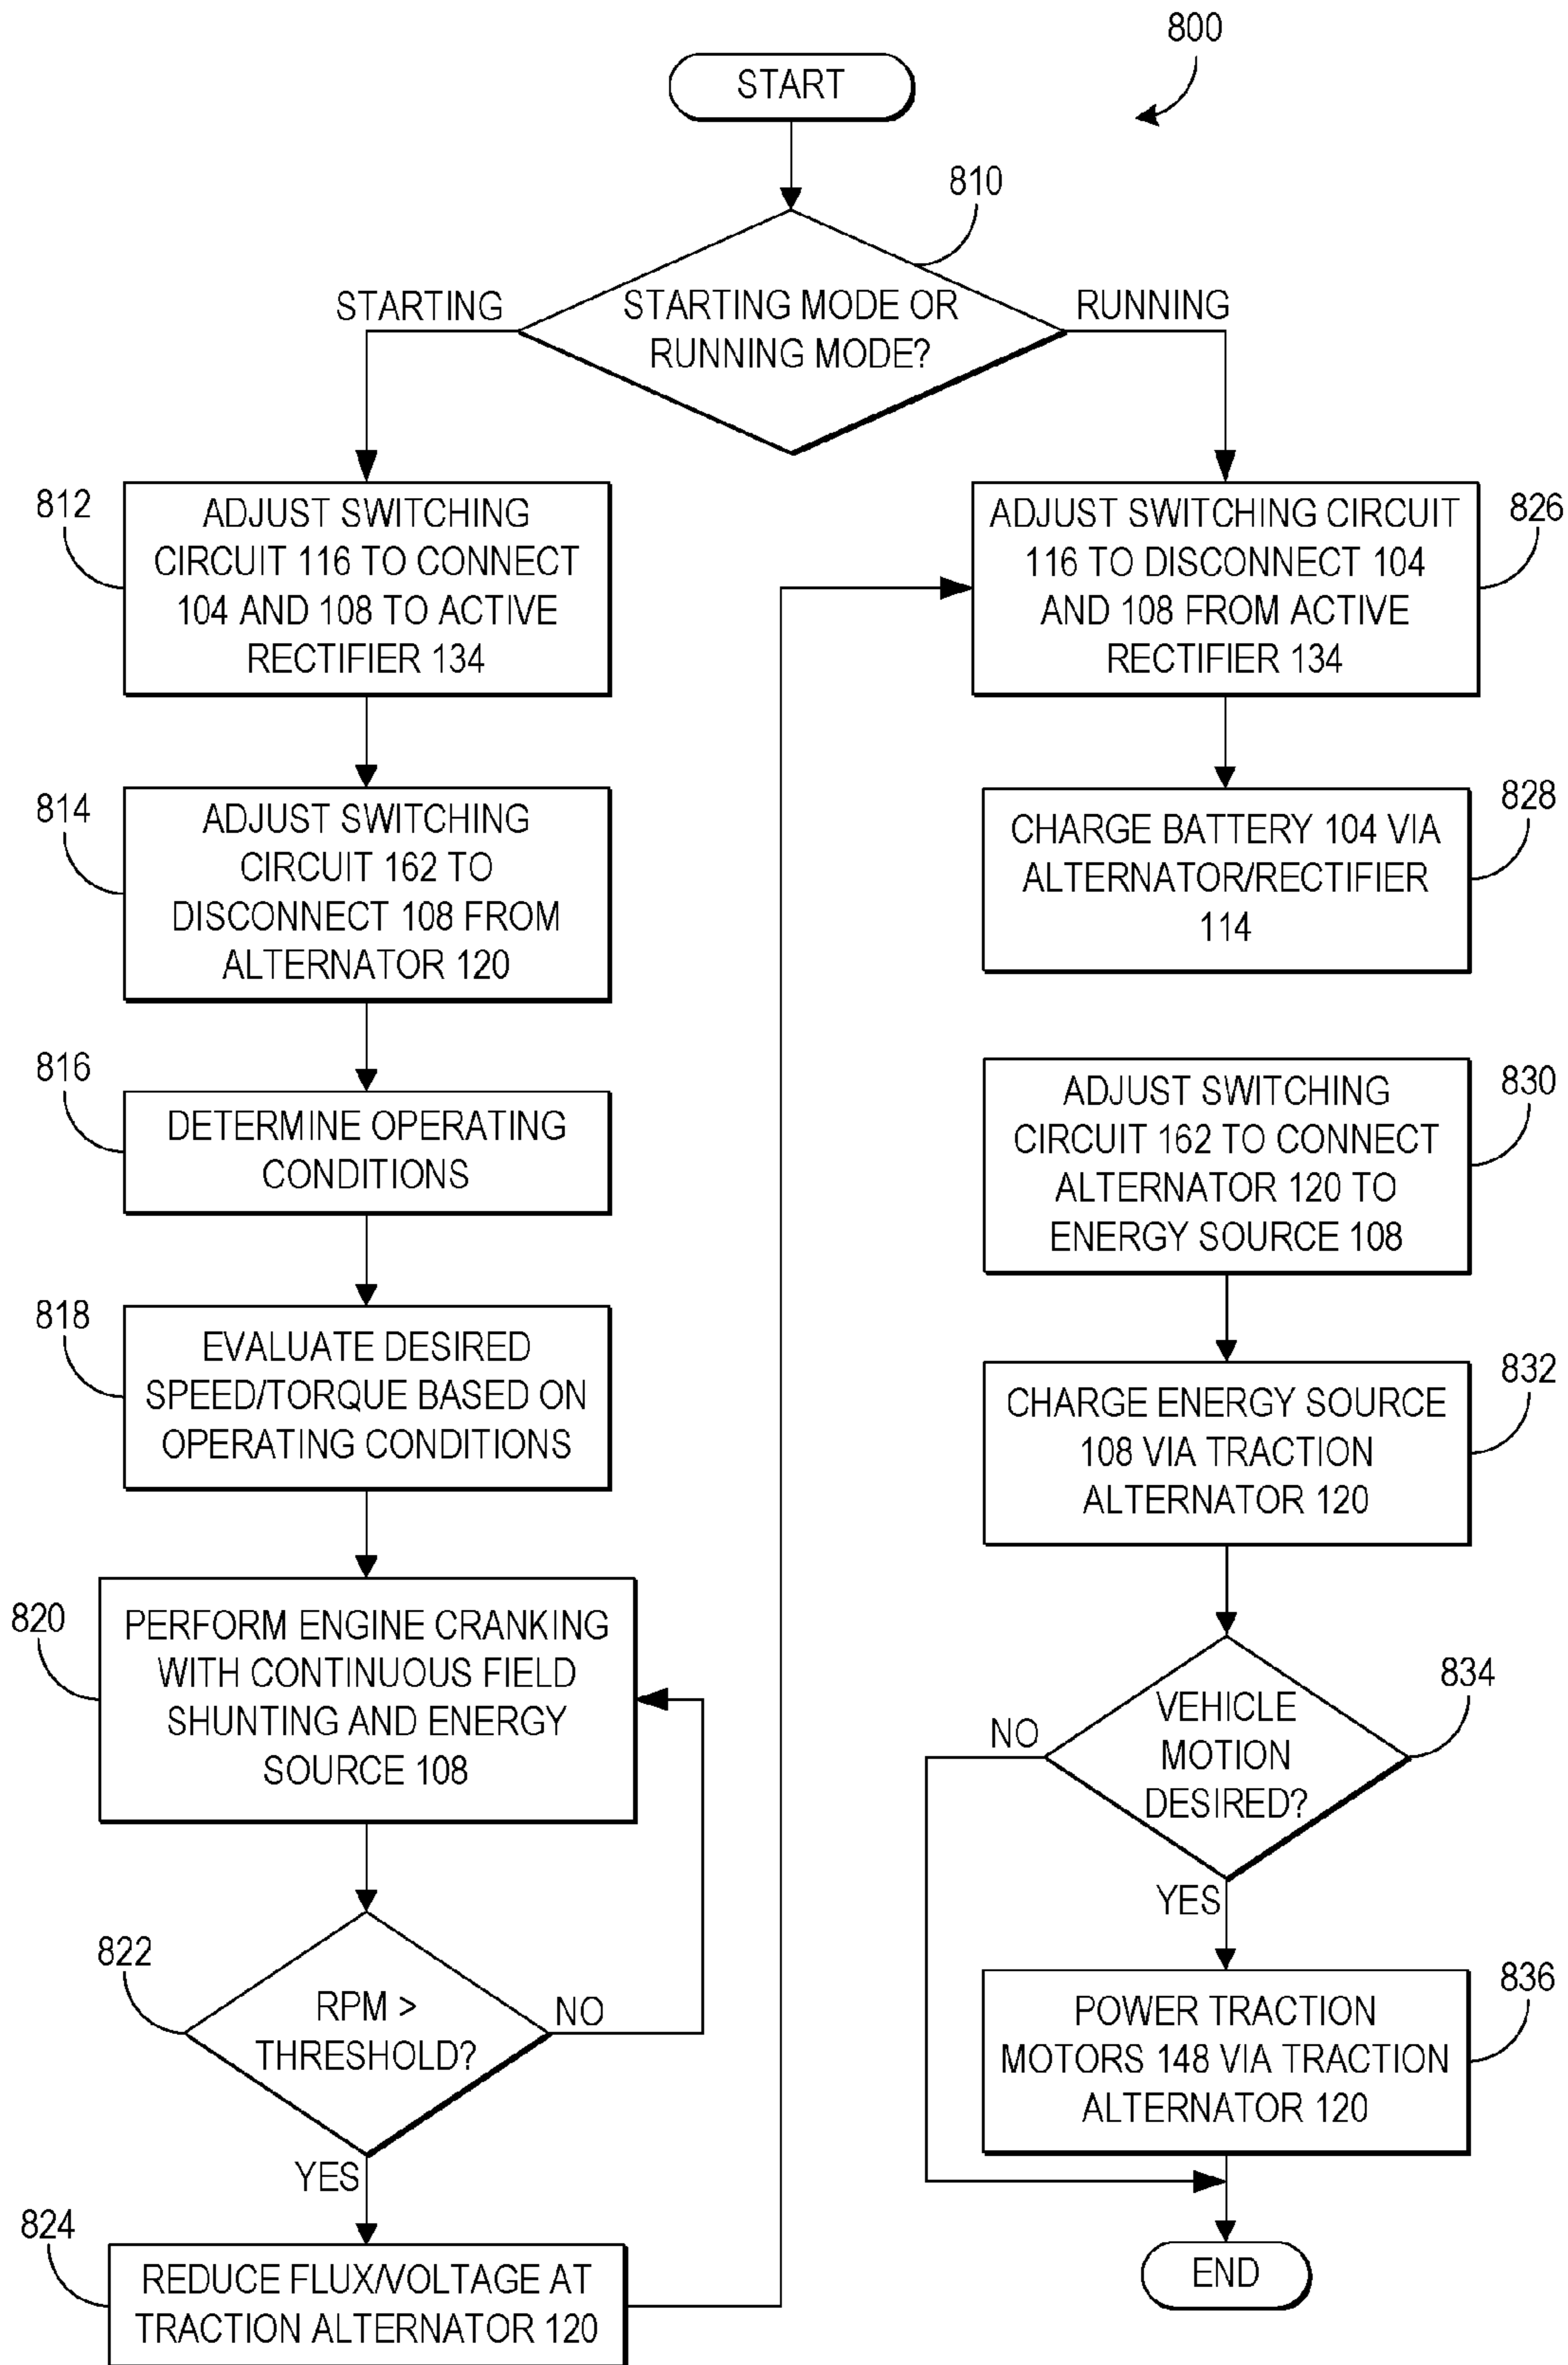 800
START
810
STARTING
STARTING MODE OR
RUNNING MODE?
RUNNING
812
ADJUST SWITCHING
CIRCUIT 116 TO CONNECT
104 AND 108 TO ACTIVE
RECTIFIER 134
814
ADJUST SWITCHING
CIRCUIT 162 TO
DISCONNECT 108 FROM
ALTERNATOR 120
816
DETERMINE OPERATING
CONDITIONS
818
EVALUATE DESIRED
SPEED/TORQUE BASED ON
OPERATING CONDITIONS
820
PERFORM ENGINE CRANKING
WITH CONTINUOUS FIELD
SHUNTING AND ENERGY
SOURCE 108
822
RPM >
THRESHOLD?
NO
YES
824
REDUCE FLUX/VOLTAGE AT
TRACTION ALTERNATOR 120
826
ADJUST SWITCHING CIRCUIT
116 TO DISCONNECT 104
AND 108 FROM ACTIVE
RECTIFIER 134
828
CHARGE BATTERY 104 VIA
ALTERNATOR/RECTIFIER
114
830
ADJUST SWITCHING
CIRCUIT 162 TO CONNECT
ALTERNATOR 120 TO
ENERGY SOURCE 108
832
CHARGE ENERGY SOURCE
108 VIA TRACTION
ALTERNATOR 120
834
VEHICLE
MOTION
DESIRED?
NO
YES
836
POWER TRACTION
MOTORS 148 VIA TRACTION
ALTERNATOR 120
END